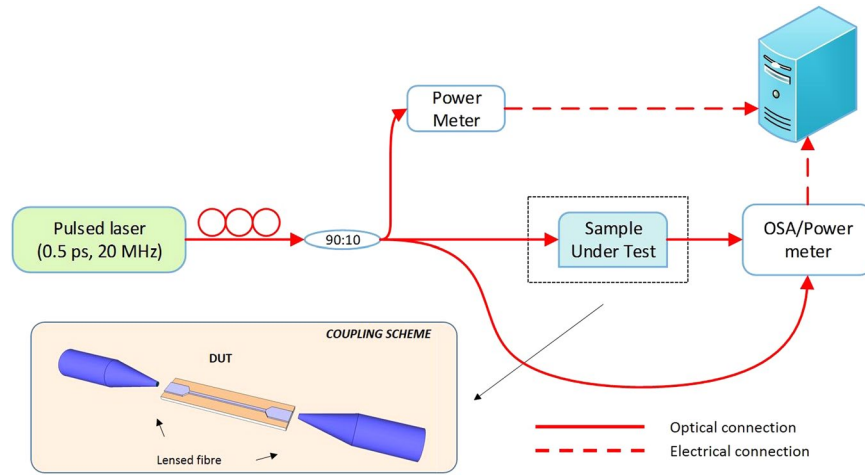 Power
Meter
Pulsed laser
(0.5 ps, 20 MHz)
90:10
Sample
Under Test
OSA/Power
meter
COUPLING SCHEME
DUT
Lensed fibre
Optical connection
Electrical connection